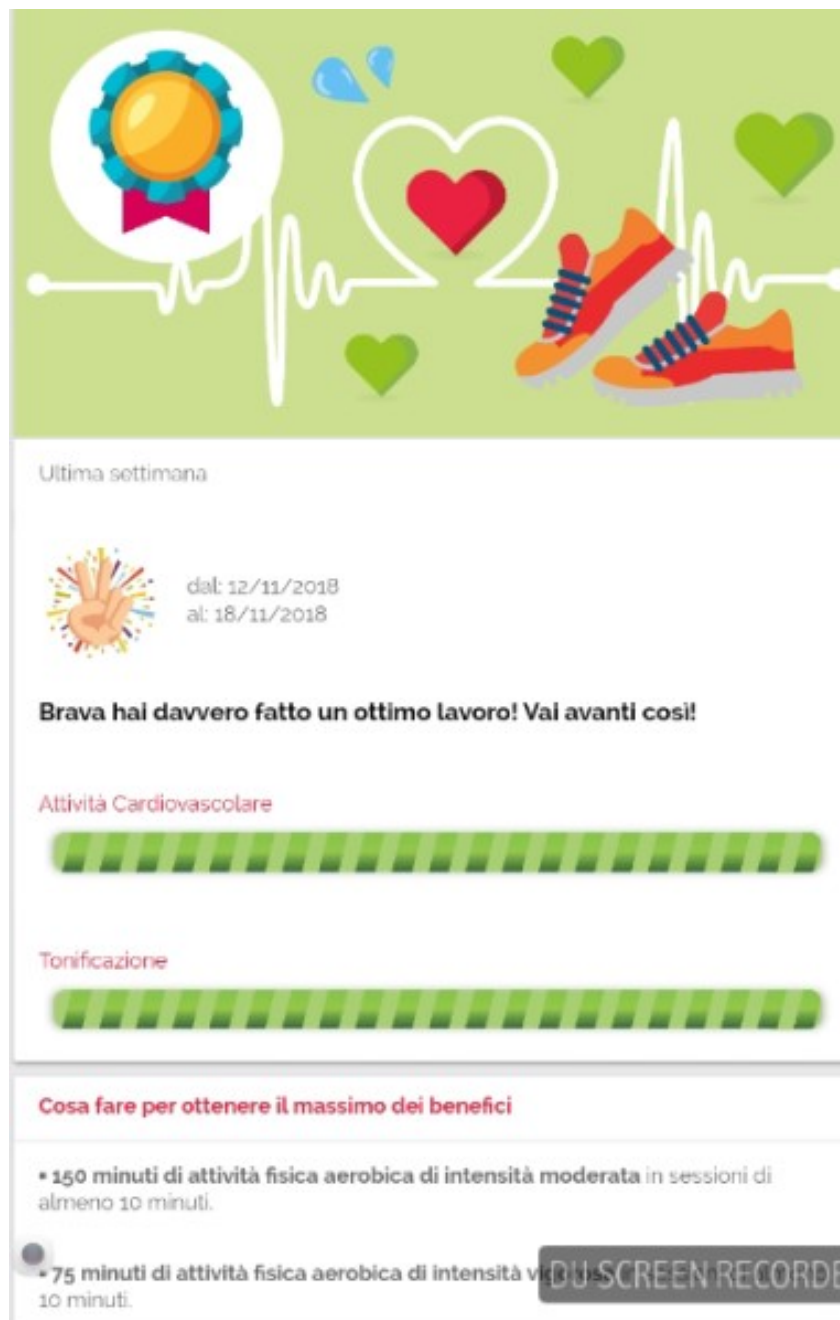 Ultima settimana
dal: 12/11/2018
al: 18/11/2018
Brava hai davvero fatto un ottimo lavoro! Vai avanti così!
Attività Cardiovascolare
Tonificazione
Cosa fare per ottenere il massimo dei benefici
• 150 minuti di attività fisica aerobica di intensità moderata in sessioni di
almeno 10 minuti.
• 75 minuti di attività fisica aerobica di intensità
10 minuti.
DU SCREEN RECORDE